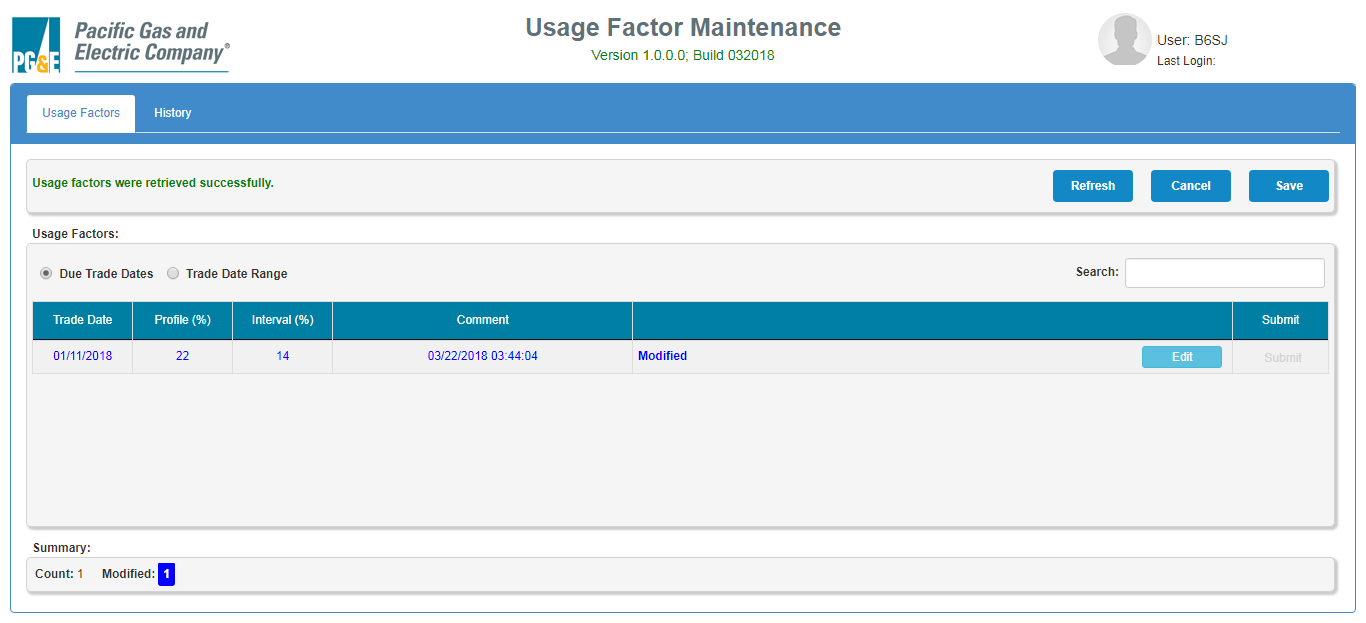 PG&E
Pacific Gas and
Electric Company®
Usage Factor Maintenance
Version 1.0.0.0; Build 032018
User: B6SJ
Last Login:
Usage Factors History
Usage factors were retrieved successfully.
Refresh Cancel Save
Usage Factors:
Due Trade Dates Trade Date Range Search:
Trade Date Profile (%) Interval (%) Comment Submit
01/11/2018 22 14 03/22/2018 03:44:04 Modified Edit Submit
Summary:
Count: 1 Modified: 1